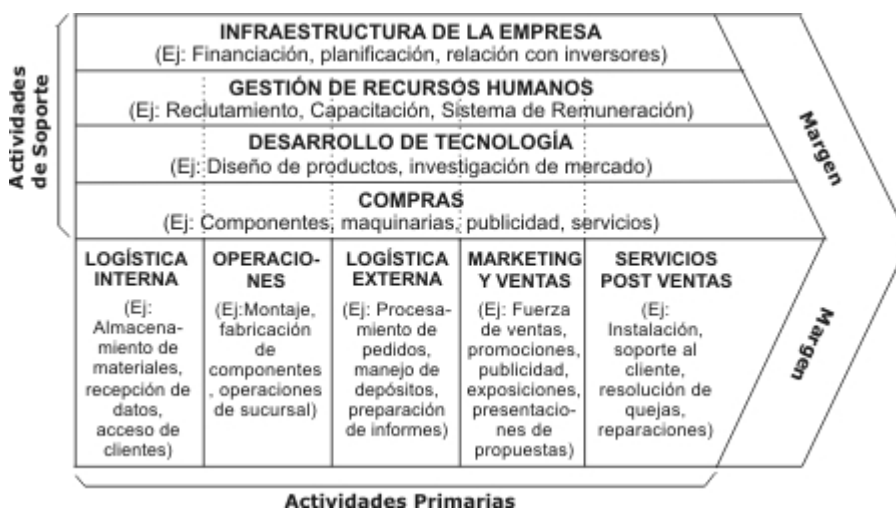 Actividades
de Soporte
INFRAESTRUCTURA DE LA EMPRESA
(Ej: Financiación, planificación, relación con inversores)
GESTIÓN DE RECURSOS HUMANOS
(Ej: Reclutamiento, Capacitación, Sistema de Remuneración)
DESARROLLO DE TECNOLOGÍA
(Ej: Diseño de productos, investigación de mercado)
COMPRAS
(Ej: Componentes, maquinarias, publicidad, servicios)
Margen
LOGÍSTICA
INTERNA
(Ej:
Almacena-
miento de
materiales,
recepción de
datos,
acceso de
clientes)
OPERACIO-
NES
(Ej:Montaje,
fabricación
de
componentes
, operaciones
de sucursal)
LOGÍSTICA
EXTERNA
(Ej: Procesa-
miento de
pedidos,
manejo de
depósitos,
preparación
de informes)
MARKETING
Y VENTAS
(Ej: Fuerza
de ventas,
promociones,
publicidad,
exposiciones,
presentacio-
nes de
propuestas)
SERVICIOS
POST VENTAS
(Ej:
Instalación,
soporte al
cliente,
resolución de
quejas,
reparaciones)
Margen
Actividades Primarias